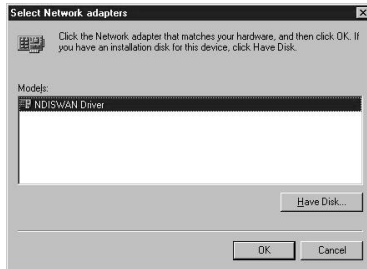 Select Network adapters
Click the Network adapter that matches your hardware, and then click OK. If
you have an installation disk for this device, click Have Disk.
Models:
NDISWAN Driver
Have Disk...
OK
Cancel